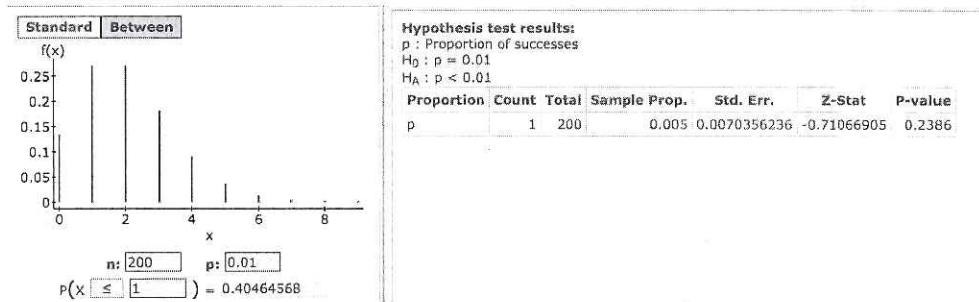 Standard Between
f(x)
0.25
0.2
0.15
0.1
0.05
0
0 2 4 6 8
x
n: 200 p: 0.01
P(X ≤ 1 ) = 0.40464568
Hypothesis test results:
p : Proportion of successes
H₀ : p = 0.01
Hₐ : p < 0.01
Proportion Count Total Sample Prop. Std. Err. Z-Stat P-value
p 1 200 0.005 0.0070356236 -0.71066905 0.2386